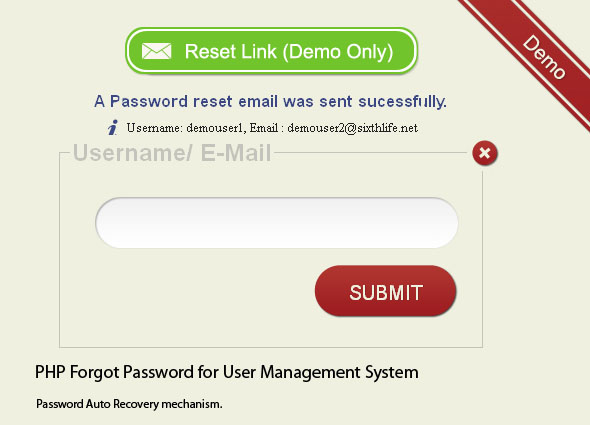 Reset Link (Demo Only)
Demo
A Password reset email was sent sucessfully.
i Username: demouser1, Email : demouser2@sixthlife.net
Username/ E-Mail
SUBMIT
PHP Forgot Password for User Management System
Password Auto Recovery mechanism.